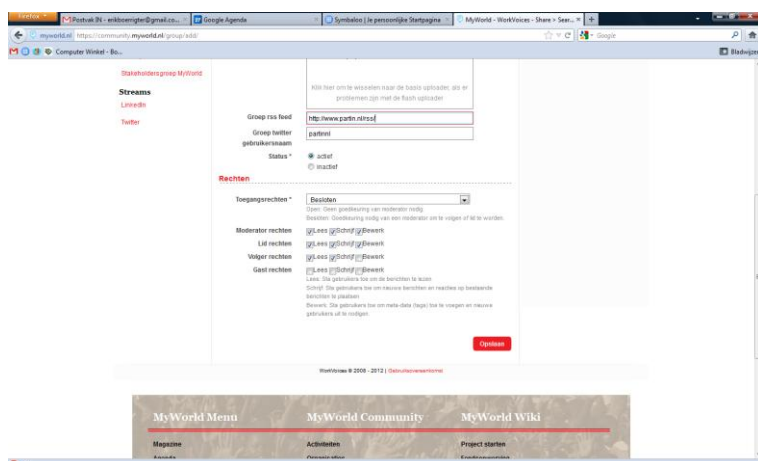 Firefox
Postvak IN - erikboerrigter@gmail.co...
Google Agenda
Symbaloo | Je persoonlijke Startpagina
MyWorld - WorkVoices - Share > Sear...
myworld.nl https://community.myworld.nl/group/add/
Google
Computer Winkel - Bo...
Bladwijzer
Stakeholdersgroep MyWorld
Streams
LinkedIn
Twitter
Klik hier om te wisselen naar de basis uploader, als er
problemen zijn met de flash uploader
Groep rss feed http://www.partin.nl/rss/
Groep twitter
gebruikersnaam
partinnl
Status * actief
inactief
Rechten
Toegangsrechten * Besloten
Open: Geen goedkeuring van moderator nodig.
Besloten: Goedkeuring nodig van een moderator om te volgen of lid te worden.
Moderator rechten Lees Schrijf Bewerk
Lid rechten Lees Schrijf Bewerk
Volger rechten Lees Schrijf Bewerk
Gast rechten Lees Schrijf Bewerk
Lees: Sta gebruikers toe om de berichten te lezen
Schrijf: Sta gebruikers toe om nieuwe berichten en reacties op bestaande
berichten te plaatsen
Bewerk: Sta gebruikers toe om meta-data (tags) toe te voegen en nieuwe
gebruikers uit te nodigen.
Opslaan
WorkVoices © 2008 - 2012 | Gebruiksovereenkomst
MyWorld Menu MyWorld Community MyWorld Wiki
Magazine Activiteiten Project starten
Agenda Organisaties Fondsenwerving